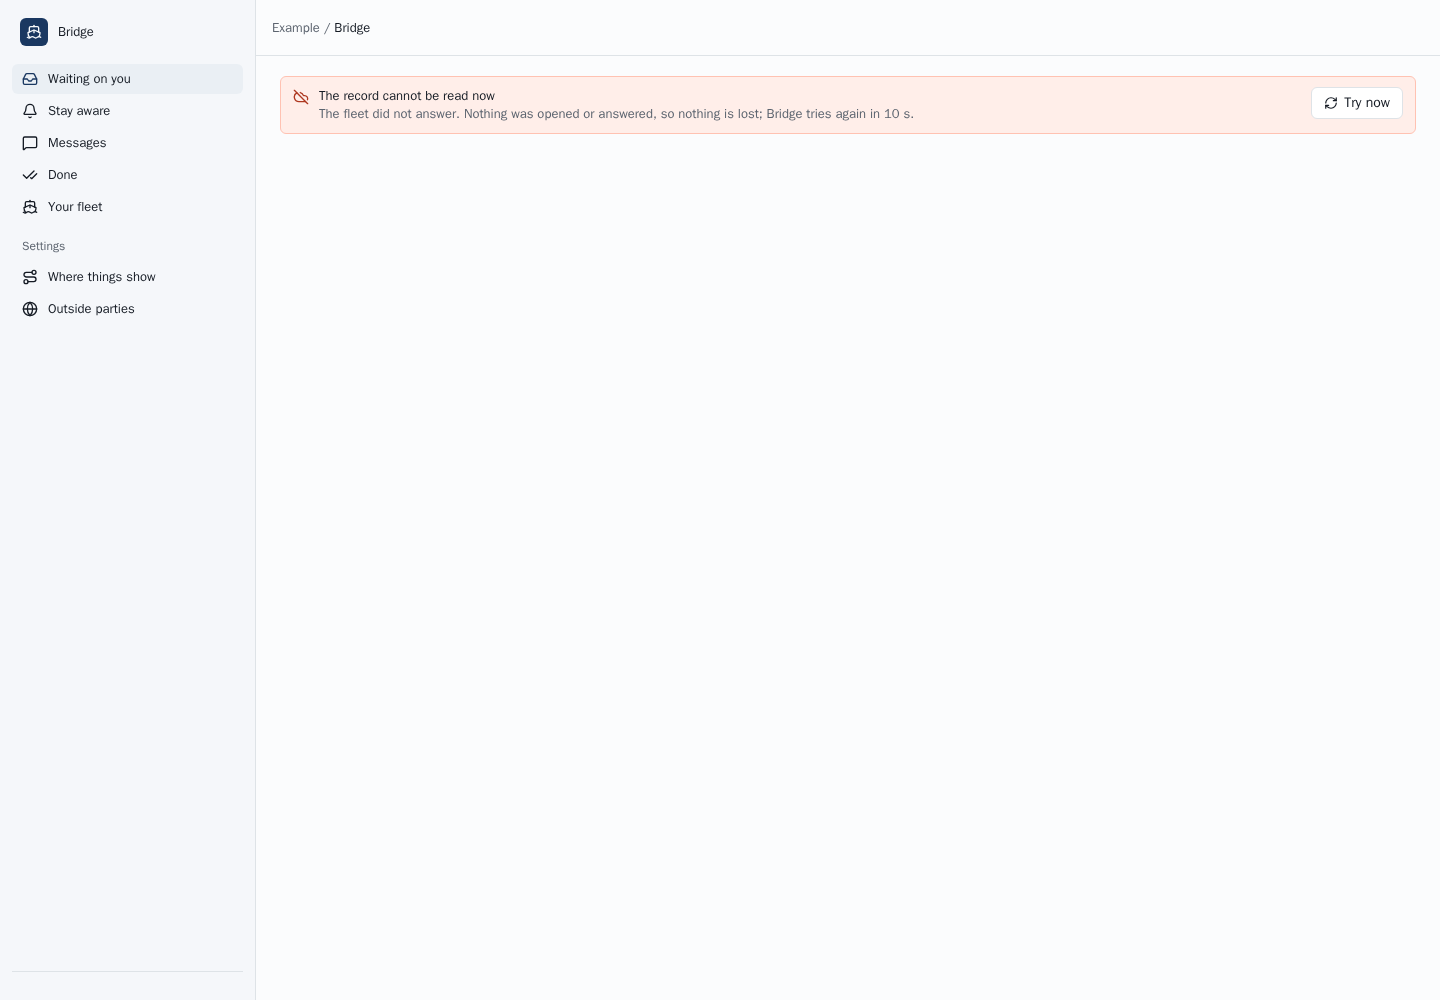 Bridge
Waiting on you
Stay aware
Messages
Done
Your fleet
Settings
Where things show
Outside parties
Example / Bridge
The record cannot be read now
The fleet did not answer. Nothing was opened or answered, so nothing is lost; Bridge tries again in 10 s.
Try now